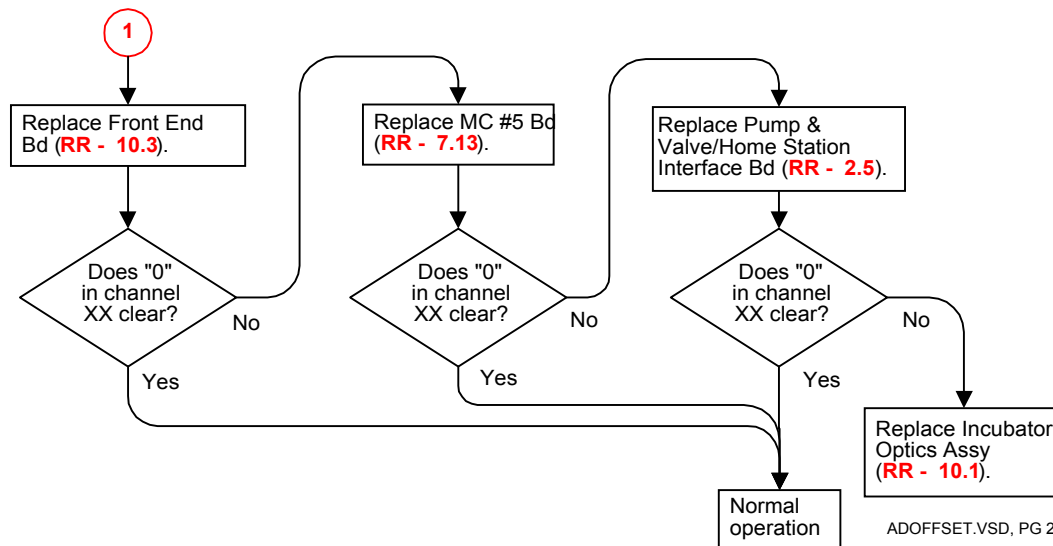 1
Replace Front End
Bd (RR - 10.3).
Does "0"
in channel
XX clear?
No
Yes
Replace MC #5 Bd
(RR - 7.13).
Does "0"
in channel
XX clear?
No
Yes
Replace Pump &
Valve/Home Station
Interface Bd (RR - 2.5).
Does "0"
in channel
XX clear?
No
Yes
Replace Incubator
Optics Assy
(RR - 10.1).
Normal
operation
ADOFFSET.VSD, PG 2